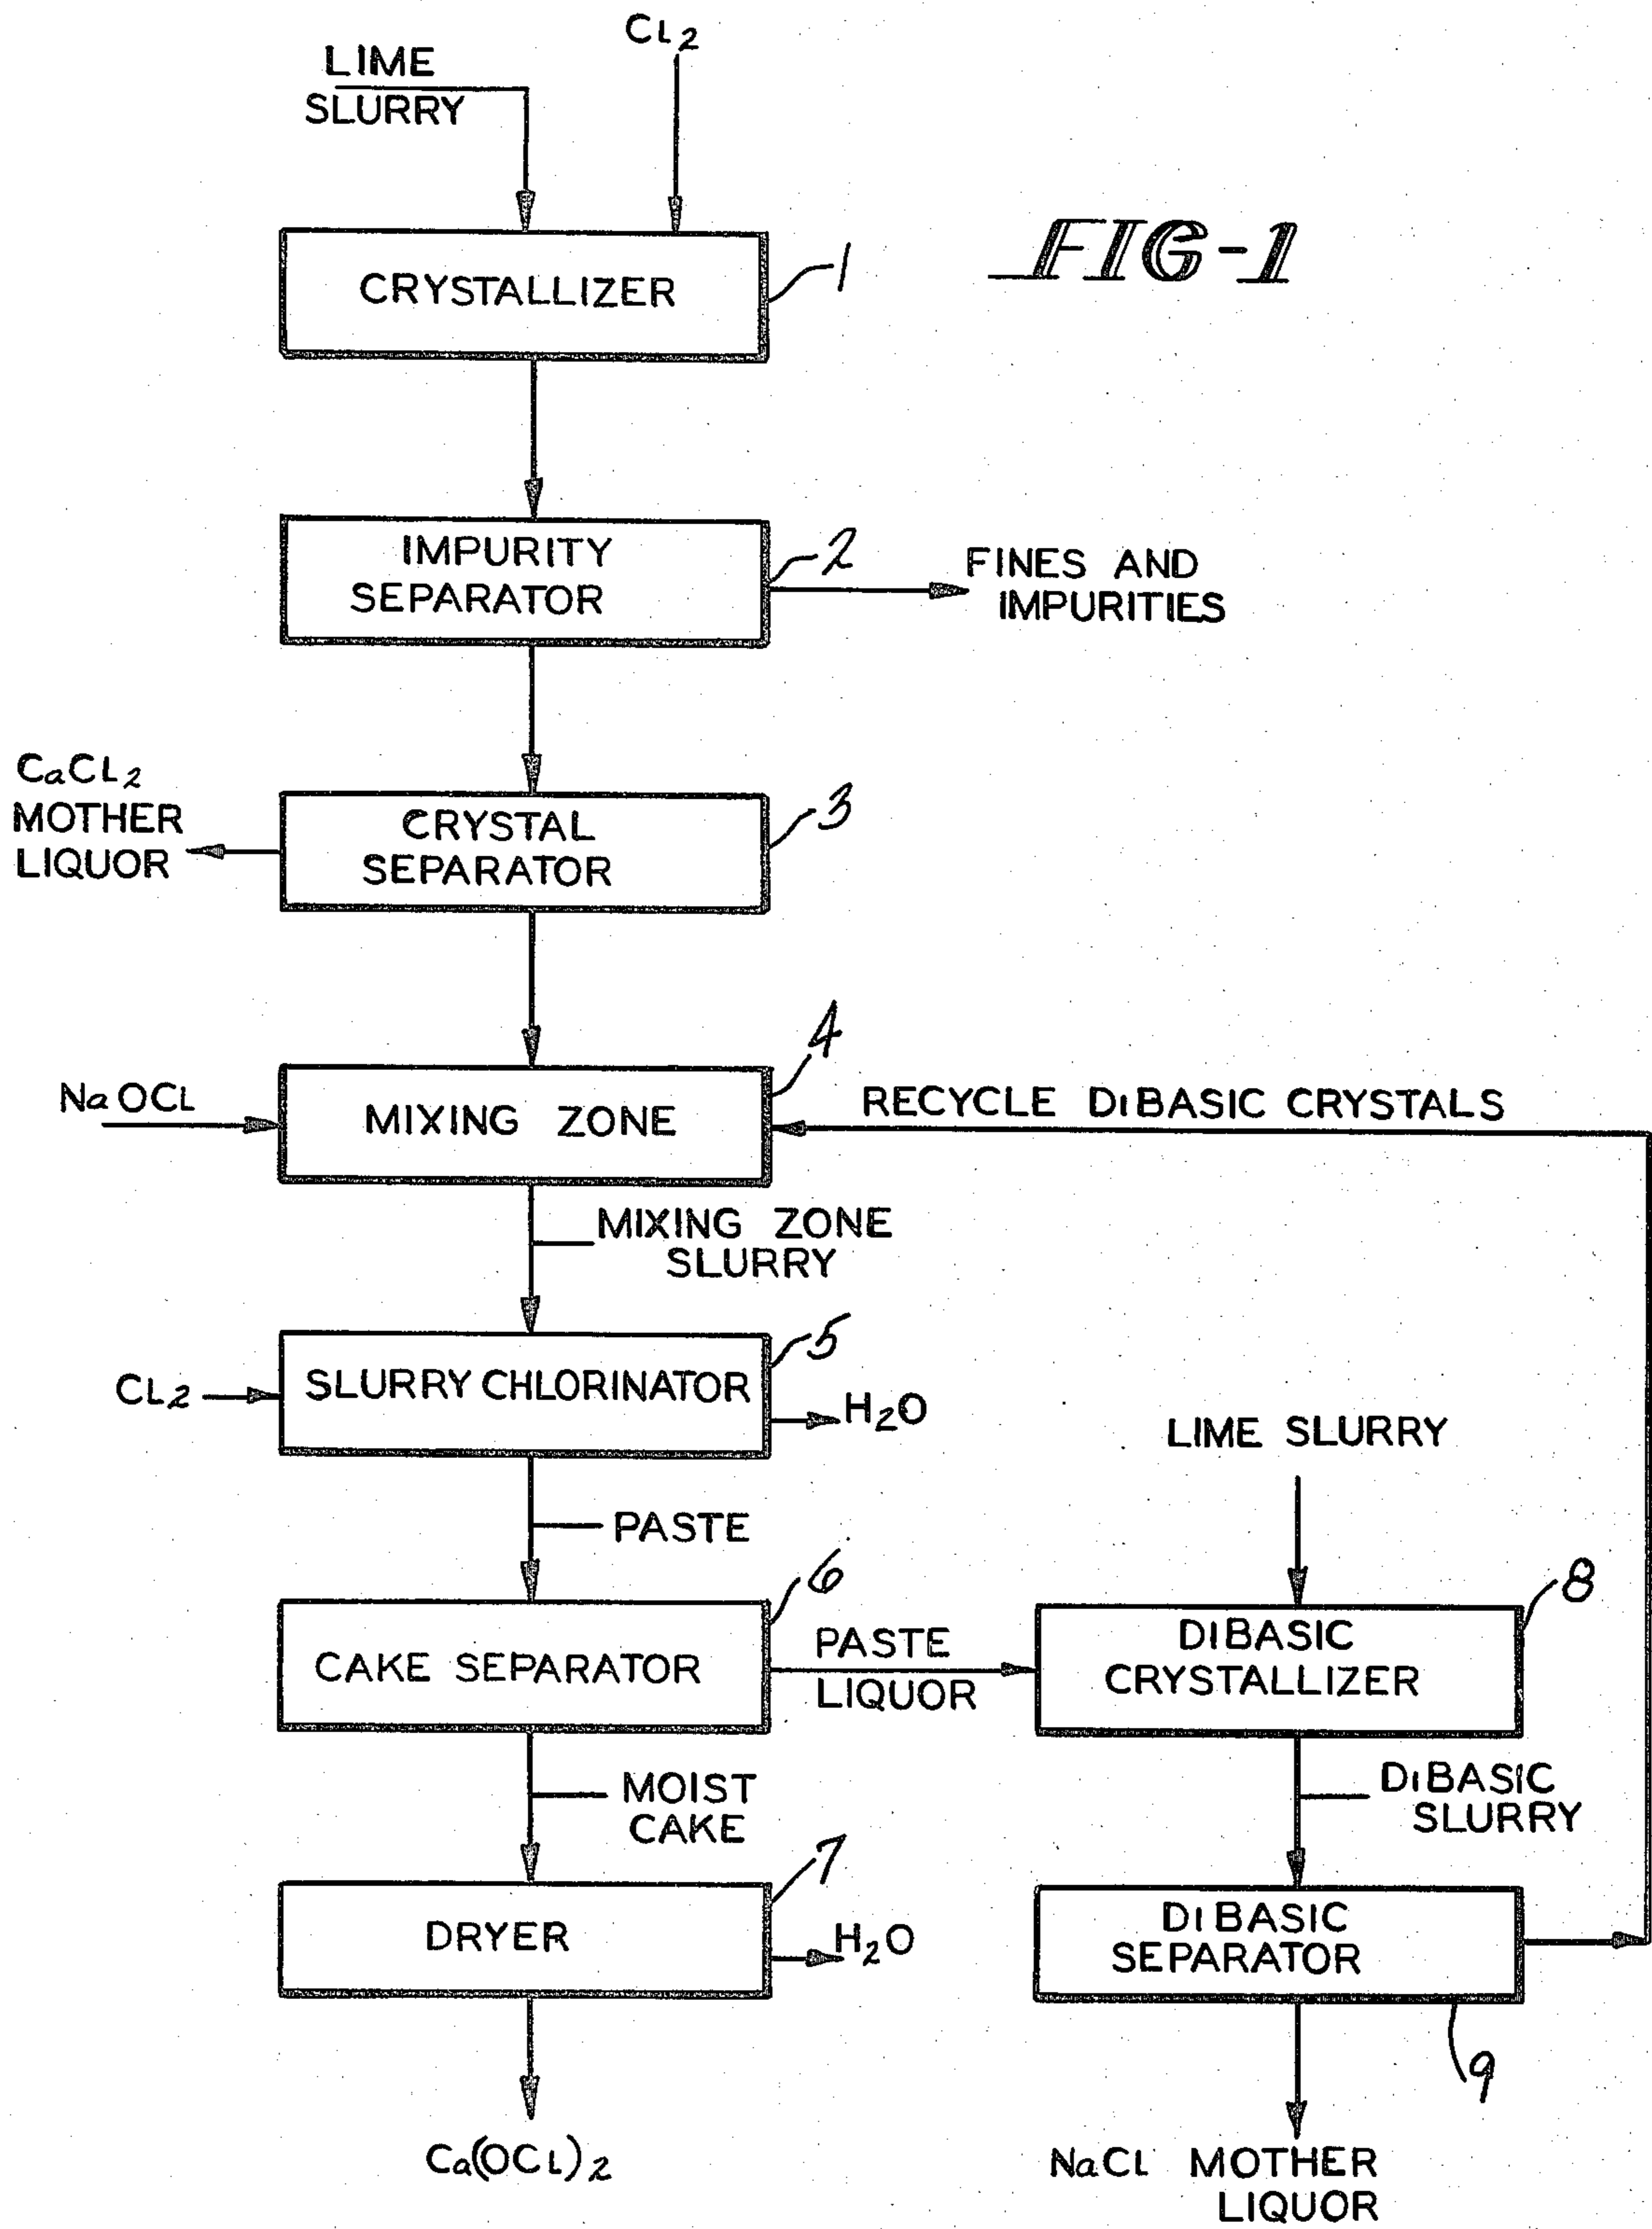 Cl2
LIME
SLURRY
FIG-1
CRYSTALLIZER
1
IMPURITY
SEPARATOR
2
FINES AND
IMPURITIES
CaCl2
MOTHER
LIQUOR
CRYSTAL
SEPARATOR
3
4
NaOCl
MIXING ZONE
RECYCLE DiBASIC CRYSTALS
MIXING ZONE
SLURRY
5
Cl2
SLURRY CHLORINATOR
H2O
LIME SLURRY
PASTE
6
8
CAKE SEPARATOR
PASTE
LIQUOR
DiBASIC
CRYSTALLIZER
MOIST
CAKE
DiBASIC
SLURRY
7
DRYER
H2O
DiBASIC
SEPARATOR
9
Ca(OCl)2
NaCl MOTHER
LIQUOR